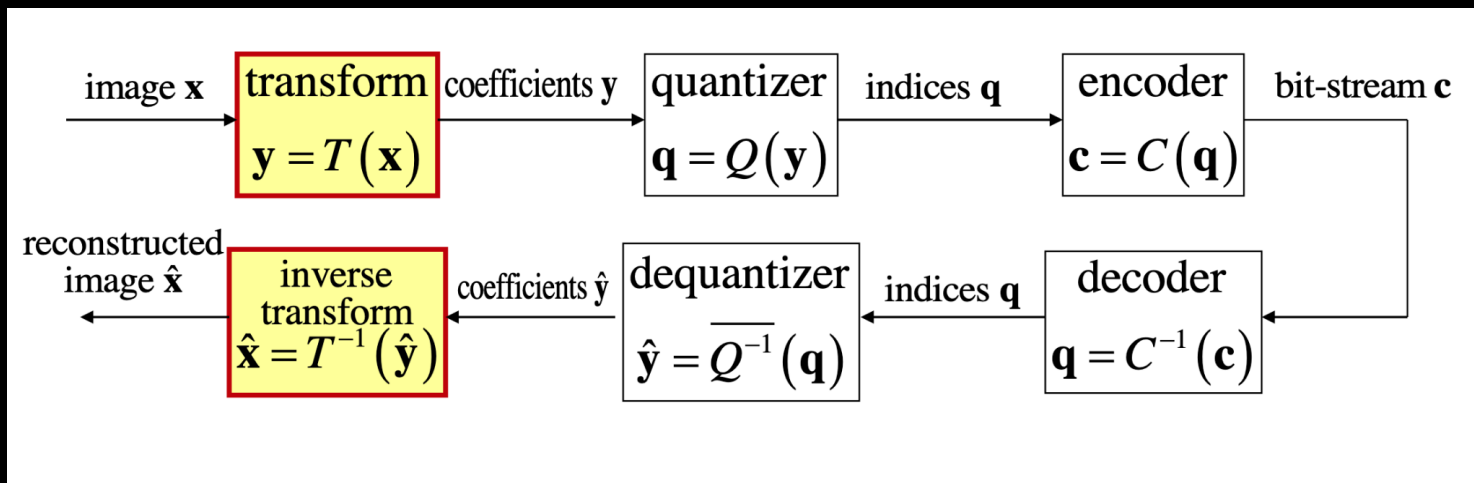 image x
transform
y = T(x)
coefficients y
quantizer
q = Q(y)
indices q
encoder
c = C(q)
bit-stream c
reconstructed
image x̂
inverse
transform
x̂ = T⁻¹(ŷ)
coefficients ŷ
dequantizer
ŷ = Q̅⁻̅¹̅(q)
indices q
decoder
q = C⁻¹(c)